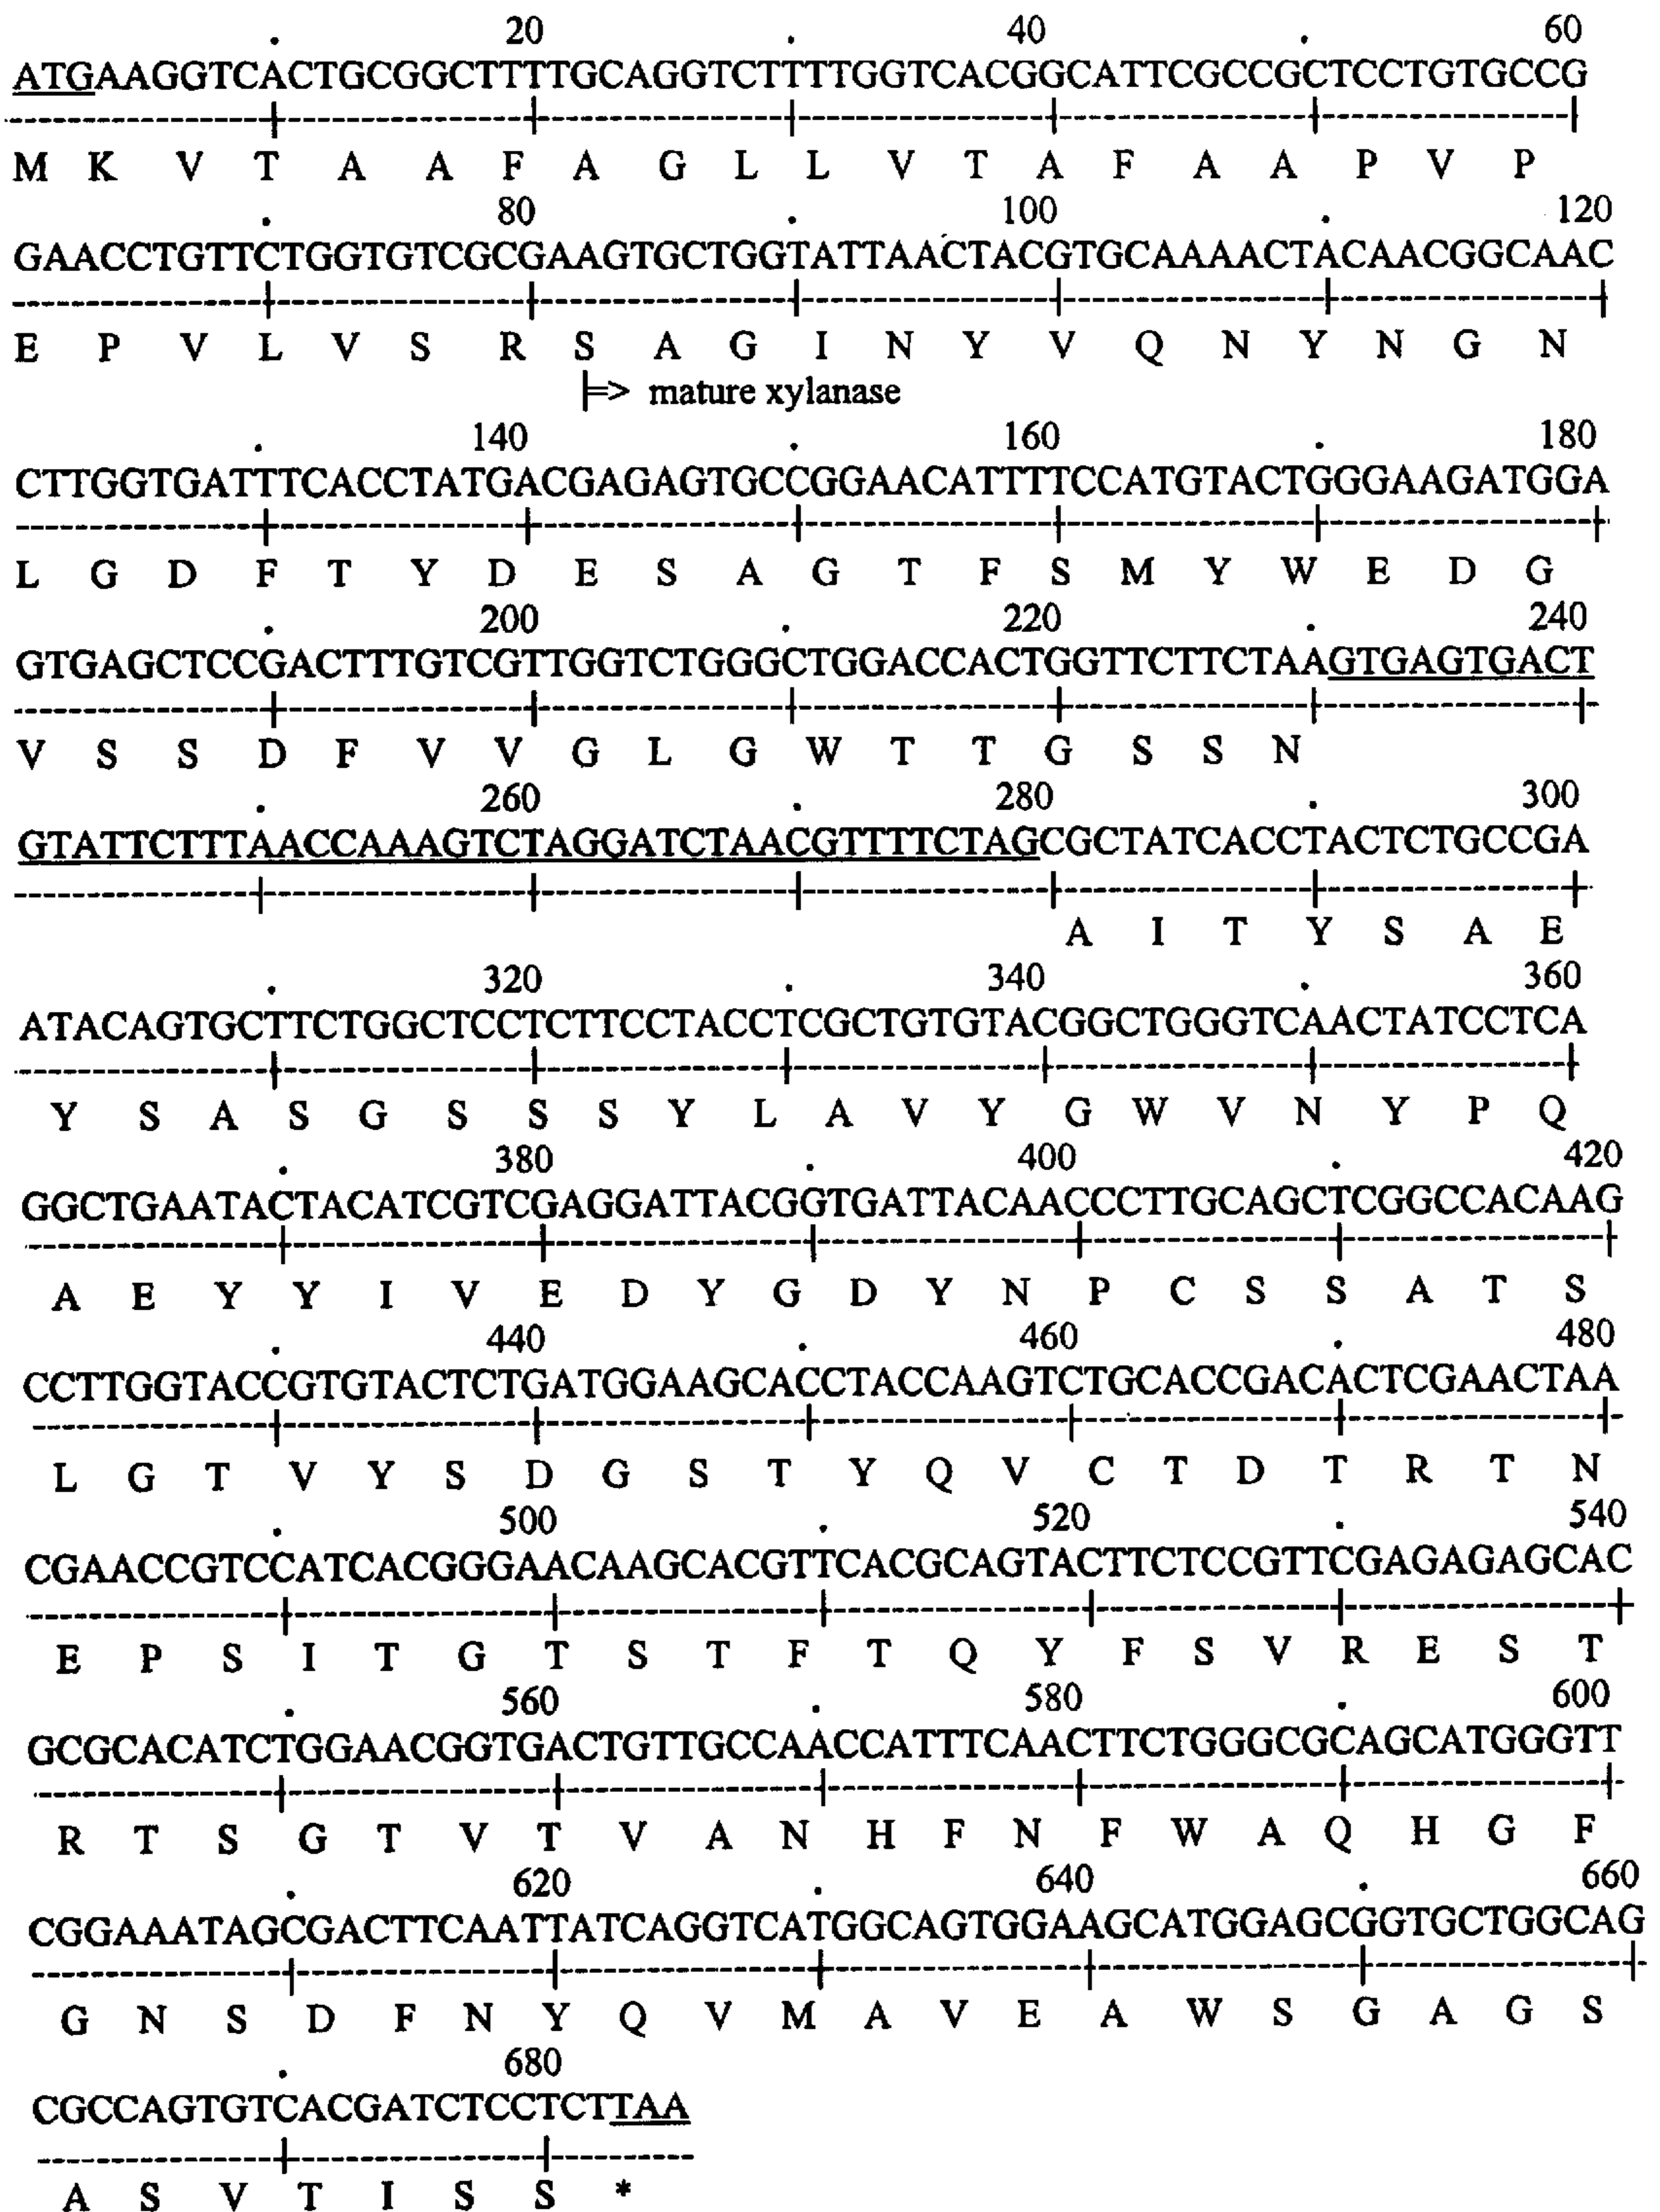 . 20 . 40 . 60
ATGAAGGTCACTGCGGCTTTTGCAGGTCTTTTGGTCACGGCATTCGCCGCTCCTGTGCCG
M K V T A A F A G L L V T A F A A P V P
. 80 . 100 . 120
GAACCTGTTCTGGTGTCGCGAAGTGCTGGTATTAACTACGTGCAAAACTACAACGGCAAC
E P V L V S R S A G I N Y V Q N Y N G N
|=> mature xylanase
. 140 . 160 . 180
CTTGGTGATTTCACCTATGACGAGAGTGCCGGAACATTTTCCATGTACTGGGAAGATGGA
L G D F T Y D E S A G T F S M Y W E D G
. 200 . 220 . 240
GTGAGCTCCGACTTTGTCGTTGGTCTGGGCTGGACCACTGGTTCTTCTAAGTGAGTGACT
V S S D F V V G L G W T T G S S N
. 260 . 280 . 300
GTATTCTTTAACCAAAGTCTAGGATCTAACGTTTTCTAGCGCTATCACCTACTCTGCCGA
A I T Y S A E
. 320 . 340 . 360
ATACAGTGCTTCTGGCTCCTCTTCCTACCTCGCTGTGTACGGCTGGGTCAACTATCCTCA
Y S A S G S S S Y L A V Y G W V N Y P Q
. 380 . 400 . 420
GGCTGAATACTACATCGTCGAGGATTACGGTGATTACAACCCTTGCAGCTCGGCCACAAG
A E Y Y I V E D Y G D Y N P C S S A T S
. 440 . 460 . 480
CCTTGGTACCGTGTACTCTGATGGAAGCACCTACCAAGTCTGCACCGACACTCGAACTAA
L G T V Y S D G S T Y Q V C T D T R T N
. 500 . 520 . 540
CGAACCGTCCATCACGGGAACAAGCACGTTCACGCAGTACTTCTCCGTTCGAGAGAGCAC
E P S I T G T S T F T Q Y F S V R E S T
. 560 . 580 . 600
GCGCACATCTGGAACGGTGACTGTTGCCAACCATTTCAACTTCTGGGCGCAGCATGGGTT
R T S G T V T V A N H F N F W A Q H G F
. 620 . 640 . 660
CGGAAATAGCGACTTCAATTATCAGGTCATGGCAGTGGAAGCATGGAGCGGTGCTGGCAG
G N S D F N Y Q V M A V E A W S G A G S
. 680
CGCCAGTGTCACGATCTCCTCTTAA
A S V T I S S *